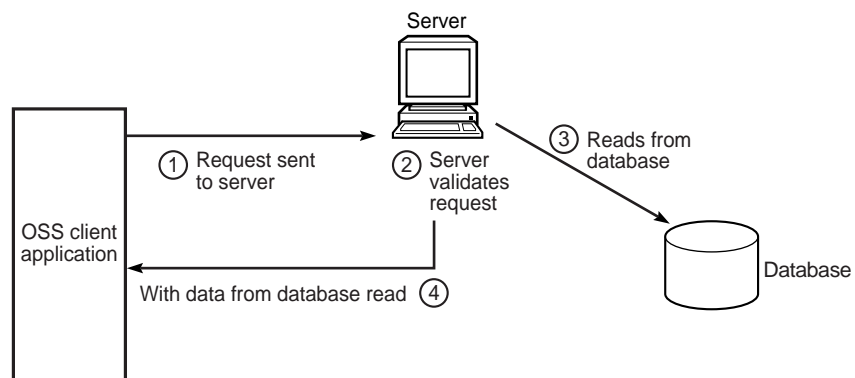 Server
① Request sent
to server
② Server
validates
request
③ Reads from
database
OSS client
application
Database
With data from database read ④